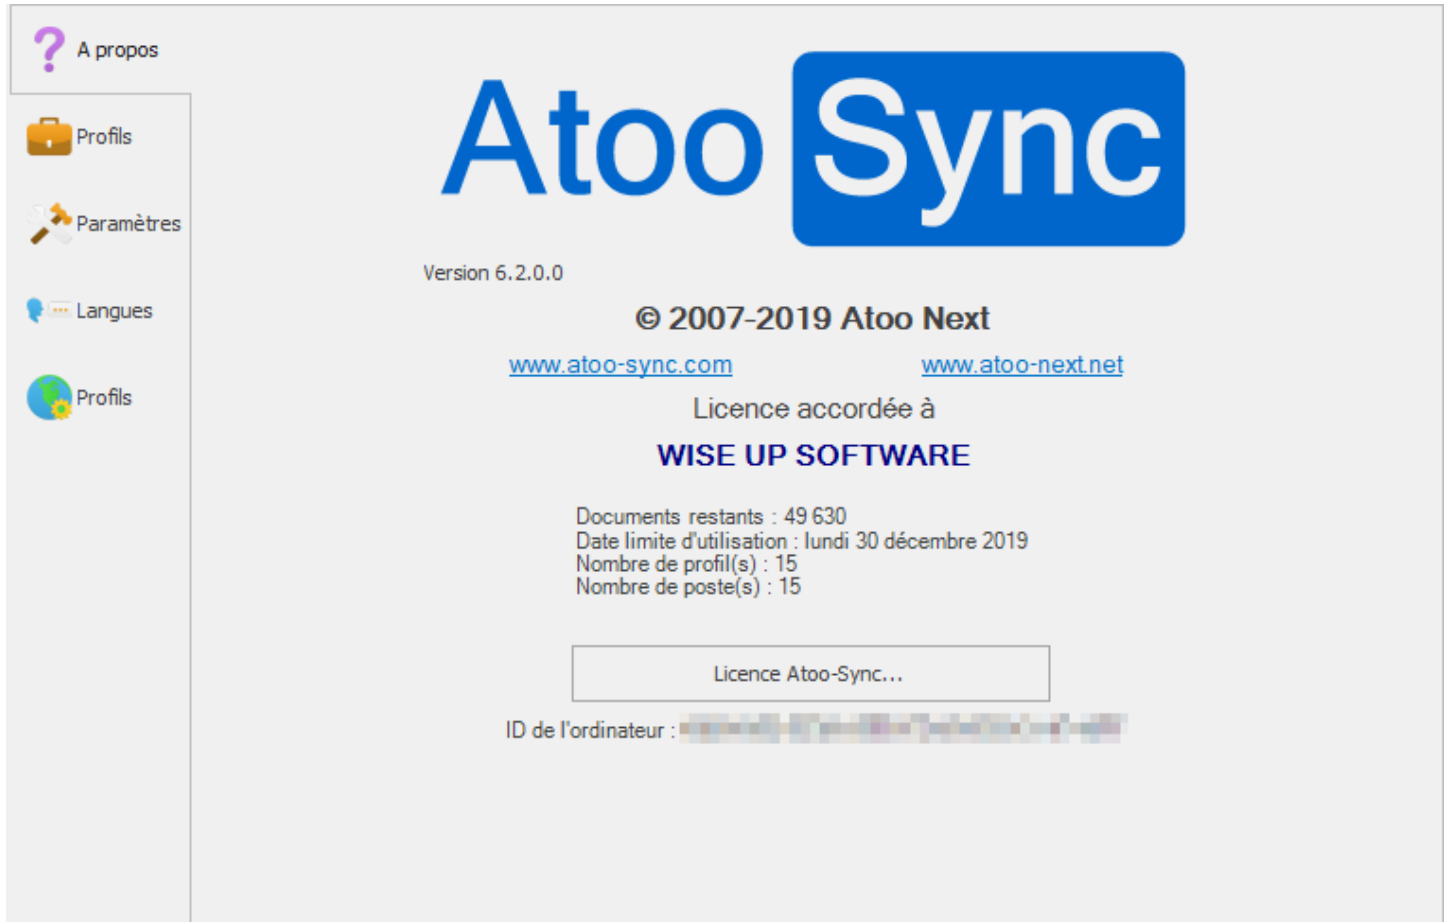 A propos
Profils
Paramètres
Langues
Profils
Atoo Sync
Version 6.2.0.0
© 2007-2019 Atoo Next
www.atoo-sync.com www.atoo-next.net
Licence accordée à
WISE UP SOFTWARE
Documents restants : 49 630
Date limite d'utilisation : lundi 30 décembre 2019
Nombre de profil(s) : 15
Nombre de poste(s) : 15
Licence Atoo-Sync...
ID de l'ordinateur :